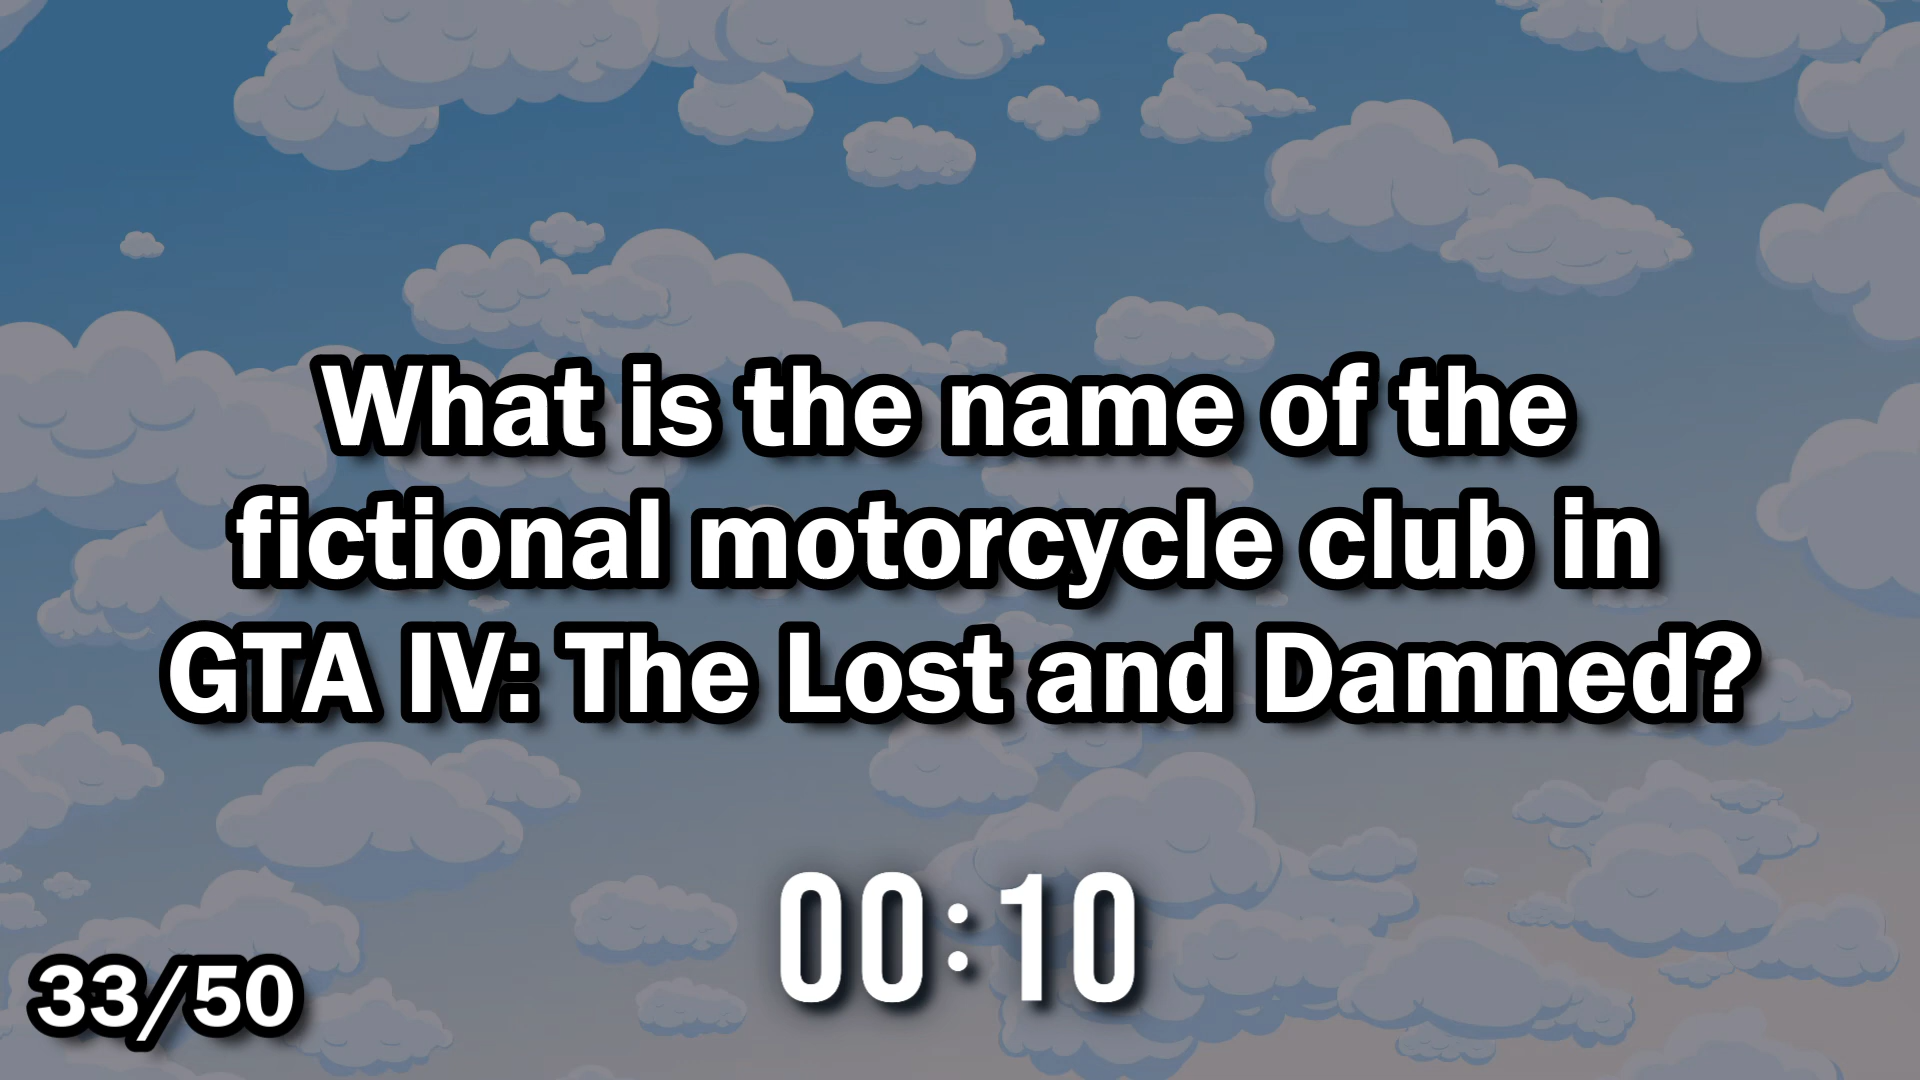 What is the name of the
fictional motorcycle club in
GTA IV: The Lost and Damned?
00:10
33/50